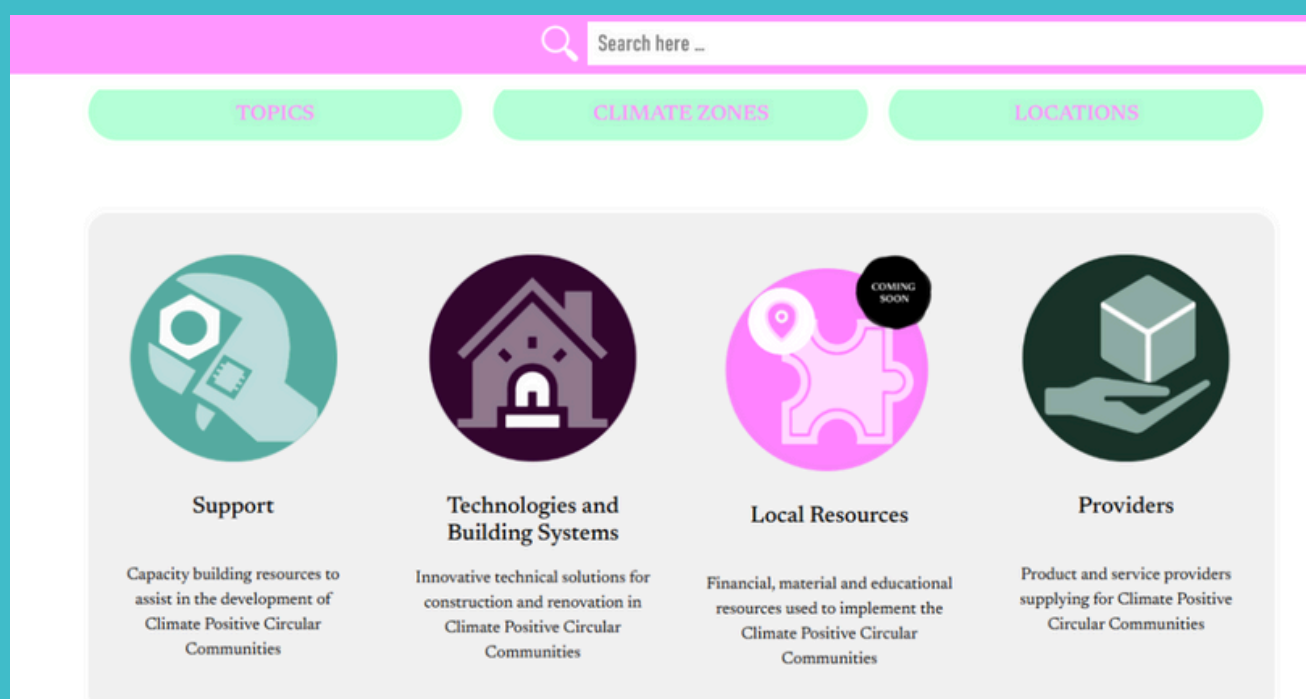 Search here ...
TOPICS
CLIMATE ZONES
LOCATIONS
COMING
SOON
Support
Capacity building resources to
assist in the development of
Climate Positive Circular
Communities
Technologies and
Building Systems
Innovative technical solutions for
construction and renovation in
Climate Positive Circular
Communities
Local Resources
Financial, material and educational
resources used to implement the
Climate Positive Circular
Communities
Providers
Product and service providers
supplying for Climate Positive
Circular Communities